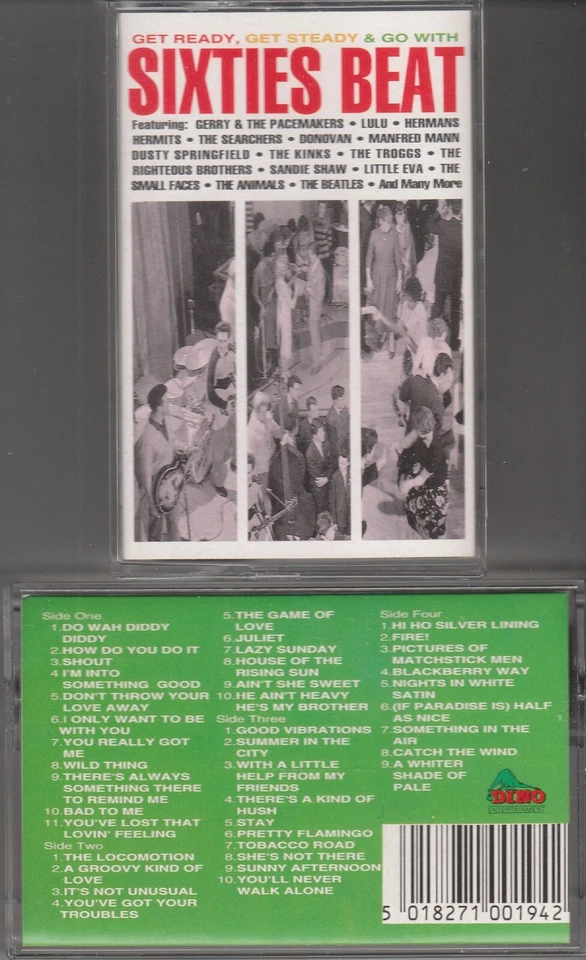 GET READY, GET STEADY & GO WITH
SIXTIES BEAT
Featuring: GERRY & THE PACEMAKERS • LULU • HERMANS
HERMITS • THE SEARCHERS • DONOVAN • MANFRED MANN
DUSTY SPRINGFIELD • THE KINKS • THE TROGGS • THE
RIGHTEOUS BROTHERS • SANDIE SHAW • LITTLE EVA • THE
SMALL FACES • THE ANIMALS • THE BEATLES • And Many More
Side One
1.DO WAH DIDDY
DIDDY
2.HOW DO YOU DO IT
3.SHOUT
4.I'M INTO
SOMETHING GOOD
5.DON'T THROW YOUR
LOVE AWAY
6.I ONLY WANT TO BE
WITH YOU
7.YOU REALLY GOT
ME
8.WILD THING
9.THERE'S ALWAYS
SOMETHING THERE
TO REMIND ME
10.BAD TO ME
11.YOU'VE LOST THAT
LOVIN' FEELING
Side Two
1.THE LOCOMOTION
2.A GROOVY KIND OF
LOVE
3.IT'S NOT UNUSUAL
4.YOU'VE GOT YOUR
TROUBLES
5.THE GAME OF
LOVE
6.JULIET
7.LAZY SUNDAY
8.HOUSE OF THE
RISING SUN
9.AIN'T SHE SWEET
10.HE AIN'T HEAVY
HE'S MY BROTHER
Side Three
1.GOOD VIBRATIONS
2.SUMMER IN THE
CITY
3.WITH A LITTLE
HELP FROM MY
FRIENDS
4.THERE'S A KIND OF
HUSH
5.STAY
6.PRETTY FLAMINGO
7.TOBACCO ROAD
8.SHE'S NOT THERE
9.SUNNY AFTERNOON
10.YOU'LL NEVER
WALK ALONE
Side Four
1.HI HO SILVER LINING
2.FIRE!
3.PICTURES OF
MATCHSTICK MEN
4.BLACKBERRY WAY
5.NIGHTS IN WHITE
SATIN
6.(IF PARADISE IS) HALF
AS NICE
7.SOMETHING IN THE
AIR
8.CATCH THE WIND
9.A WHITER
SHADE OF
PALE
DINO
ENTERTAINMENT
5 018271 001942